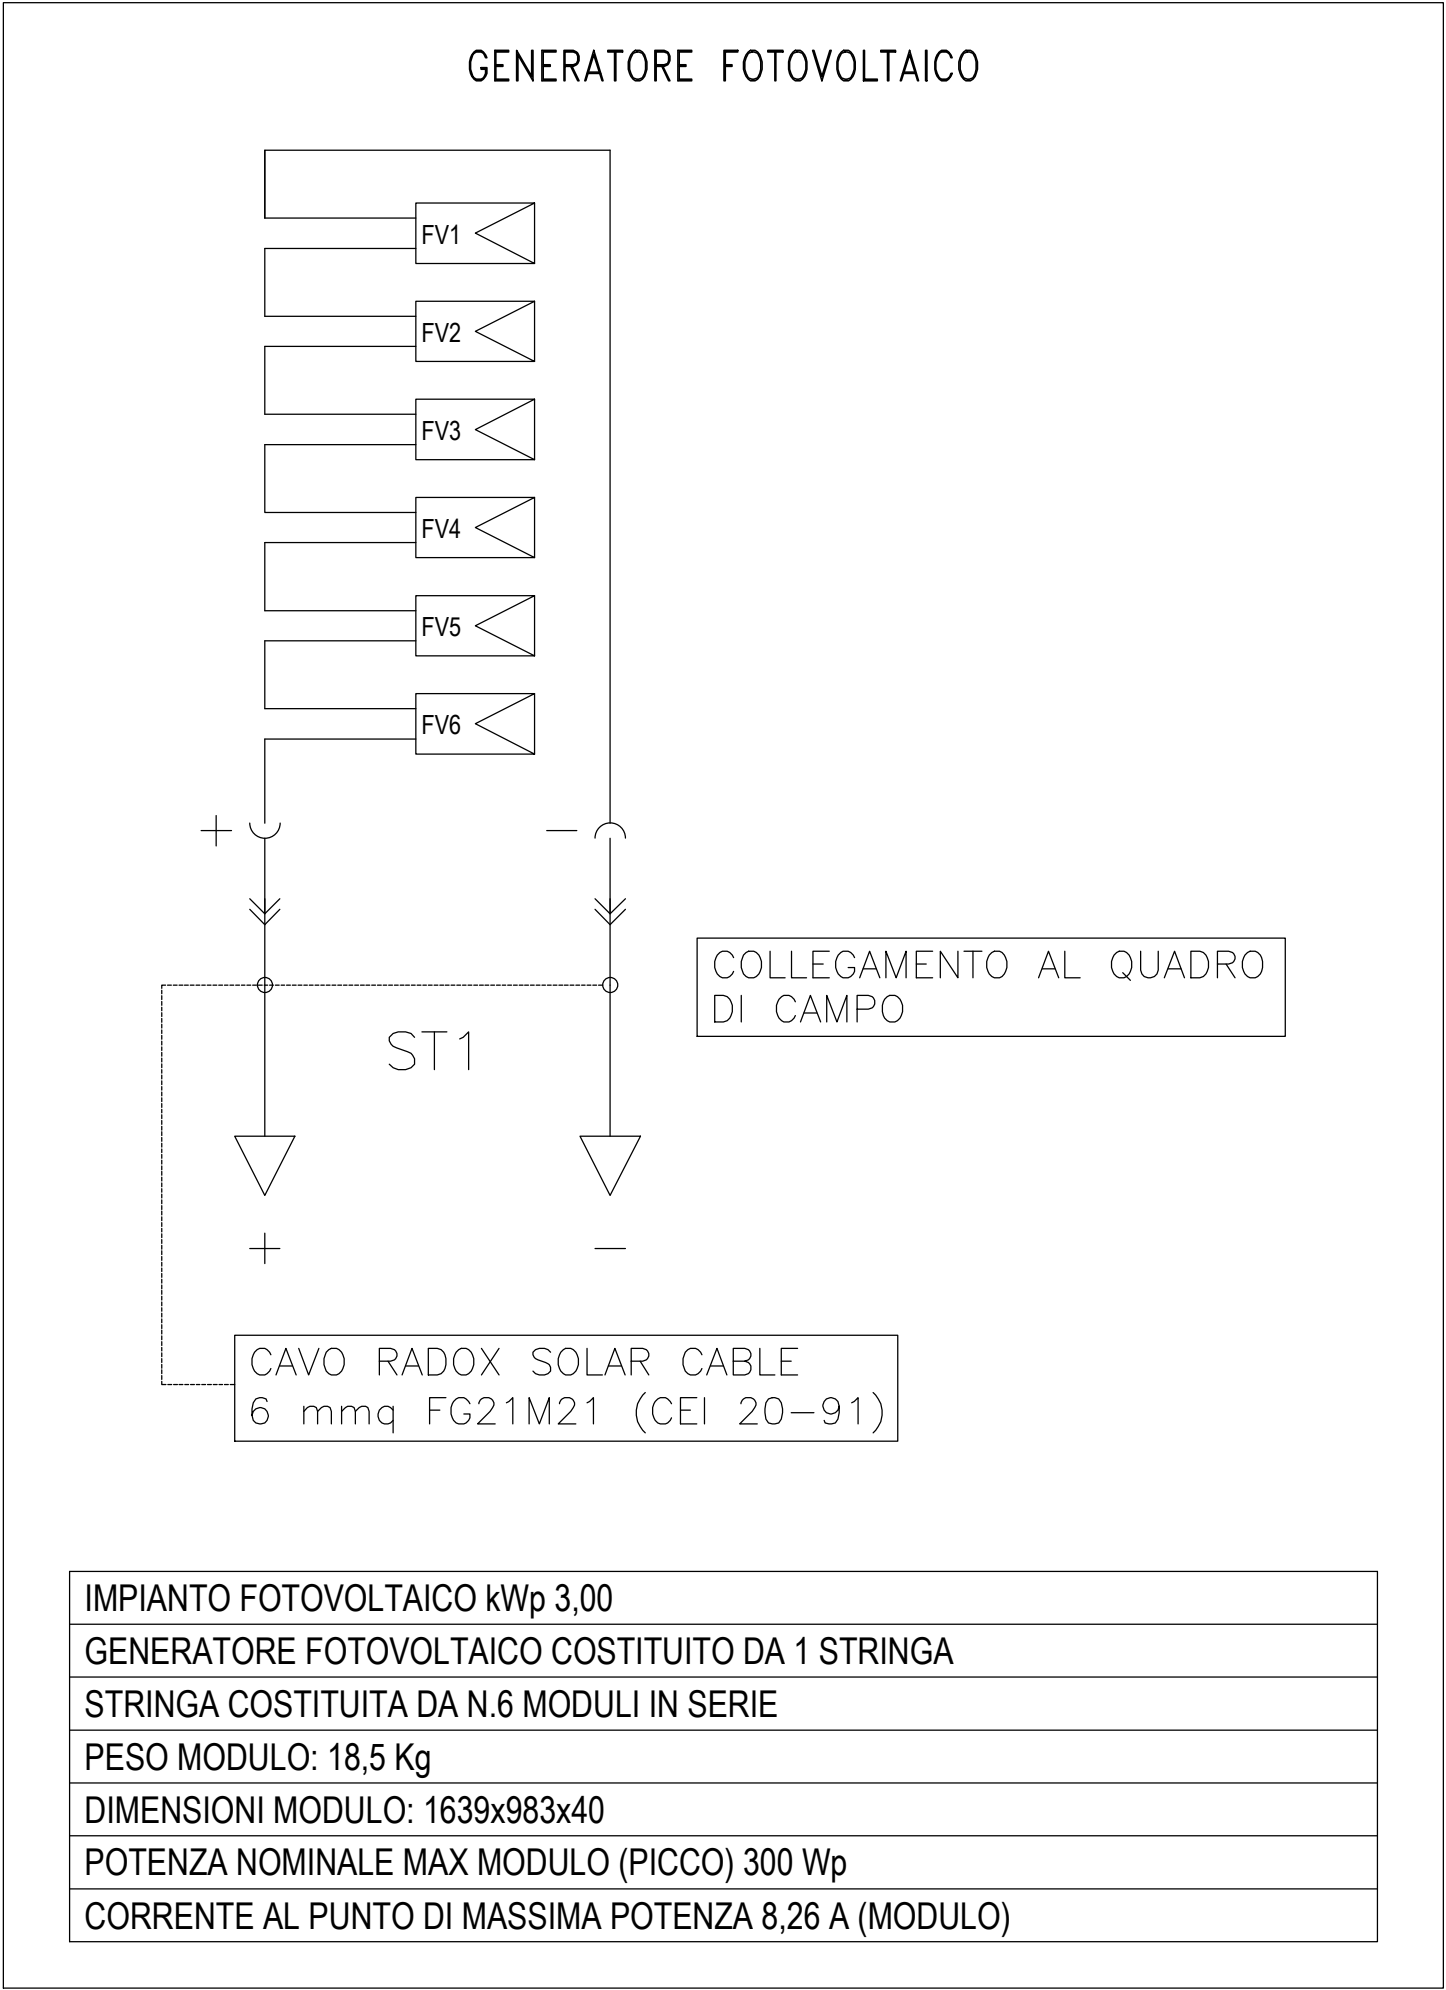 GENERATORE FOTOVOLTAICO
FV1
FV2
FV3
FV4
FV5
FV6
+ −
COLLEGAMENTO AL QUADRO
DI CAMPO
ST1
+ −
CAVO RADOX SOLAR CABLE
6 mmq FG21M21 (CEI 20-91)
IMPIANTO FOTOVOLTAICO kWp 3,00
GENERATORE FOTOVOLTAICO COSTITUITO DA 1 STRINGA
STRINGA COSTITUITA DA N.6 MODULI IN SERIE
PESO MODULO: 18,5 Kg
DIMENSIONI MODULO: 1639x983x40
POTENZA NOMINALE MAX MODULO (PICCO) 300 Wp
CORRENTE AL PUNTO DI MASSIMA POTENZA 8,26 A (MODULO)